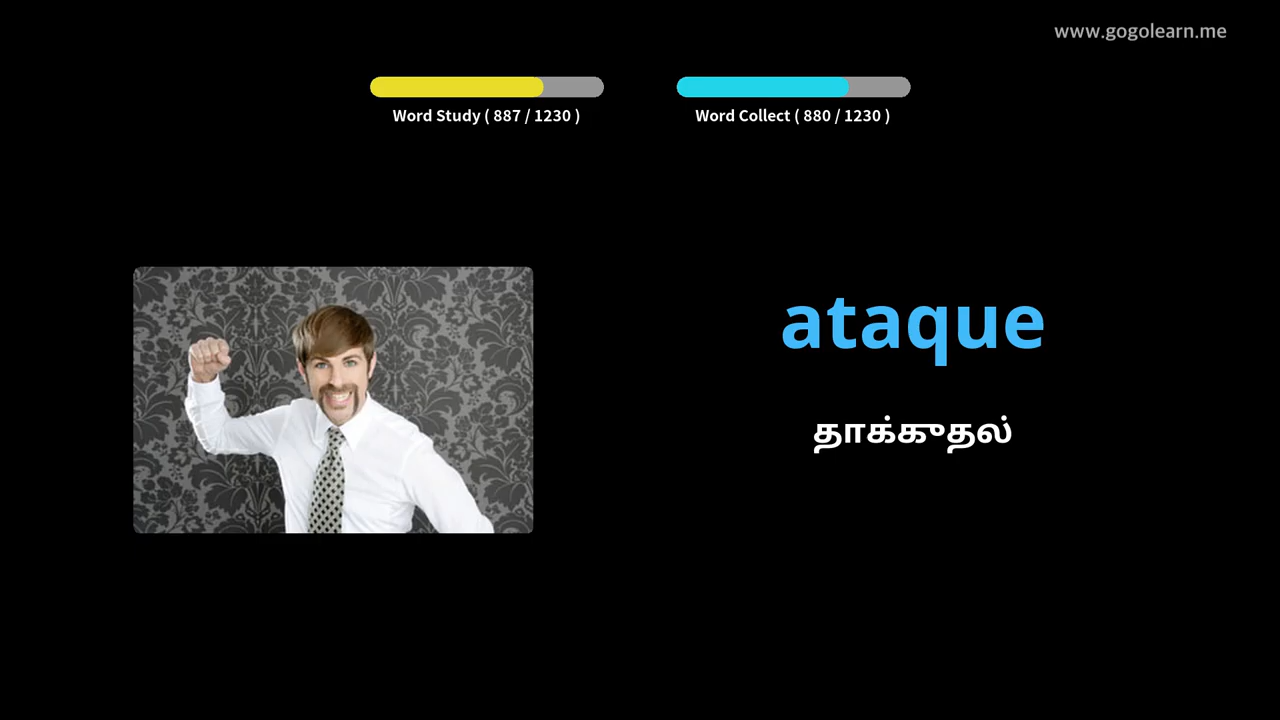 www.gogolearn.me
Word Study ( 887 / 1230 )
Word Collect ( 880 / 1230 )
ataque
தாக்குதல்